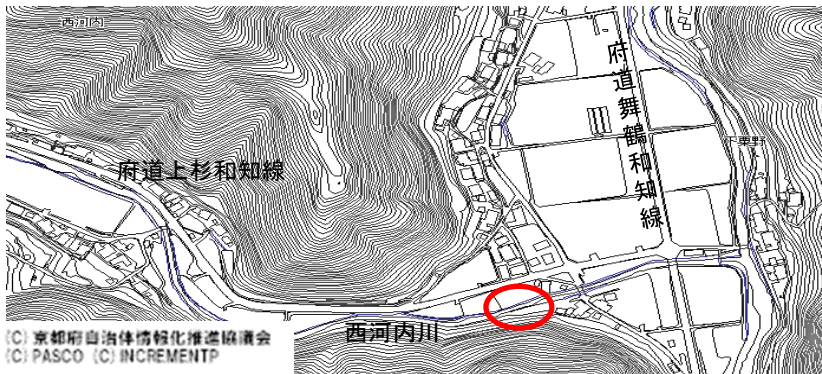 西河内
府道舞鶴和知線
下粟野
府道上杉和知線
西河内川
(C) 京都府自治体情報化推進協議会
(C) PASCO (C) INCREMENTP